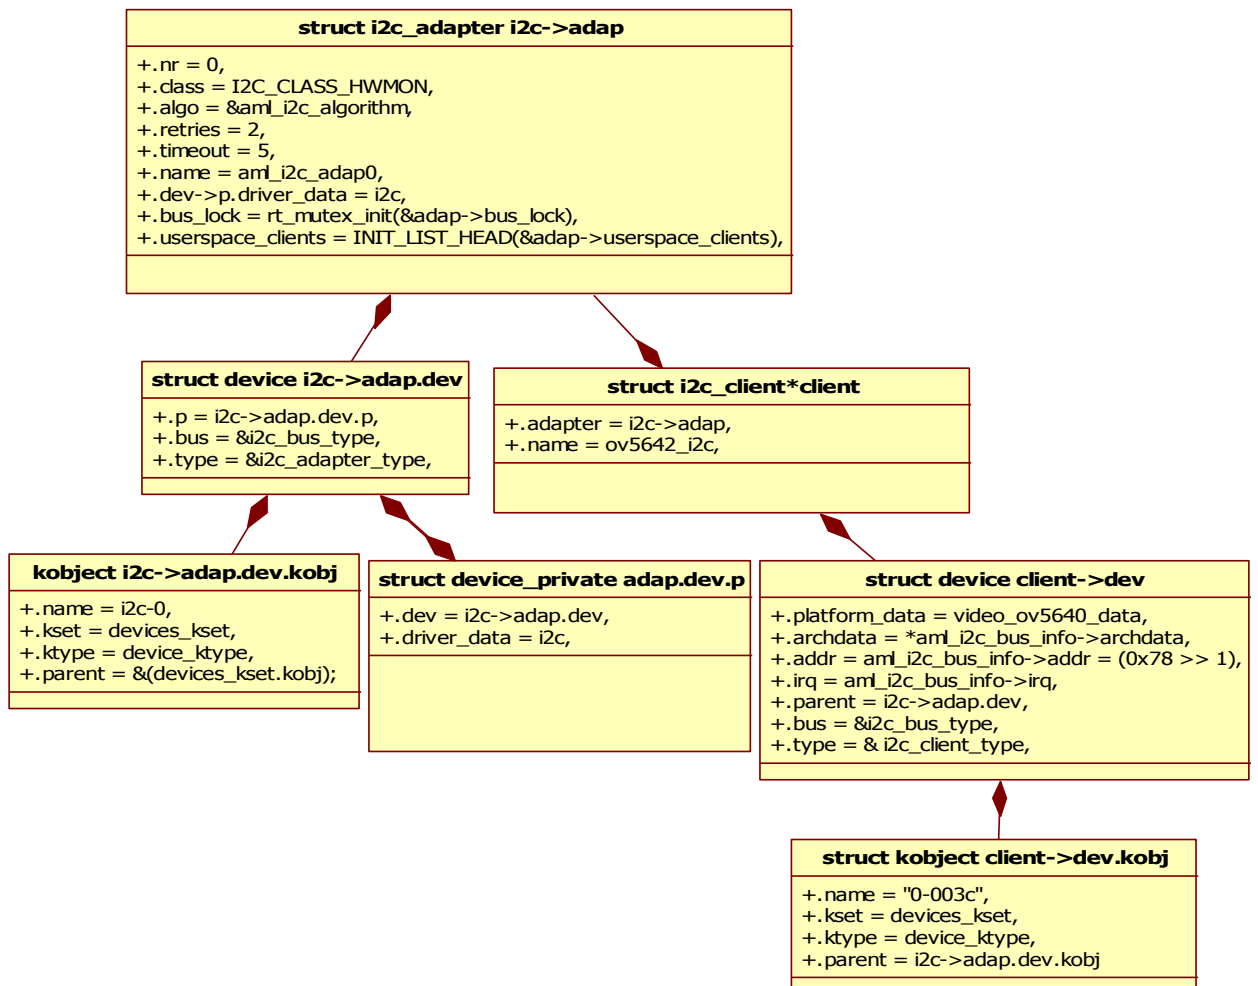 struct i2c_adapter i2c->adap
+.nr = 0,
+.class = I2C_CLASS_HWMON,
+.algo = &aml_i2c_algorithm,
+.retries = 2,
+.timeout = 5,
+.name = aml_i2c_adap0,
+.dev->p.driver_data = i2c,
+.bus_lock = rt_mutex_init(&adap->bus_lock),
+.userspace_clients = INIT_LIST_HEAD(&adap->userspace_clients),
struct device i2c->adap.dev
+.p = i2c->adap.dev.p,
+.bus = &i2c_bus_type,
+.type = &i2c_adapter_type,
struct i2c_client*client
+.adapter = i2c->adap,
+.name = ov5642_i2c,
kobject i2c->adap.dev.kobj
+.name = i2c-0,
+.kset = devices_kset,
+.ktype = device_ktype,
+.parent = &(devices_kset.kobj);
struct device_private adap.dev.p
+.dev = i2c->adap.dev,
+.driver_data = i2c,
struct device client->dev
+.platform_data = video_ov5640_data,
+.archdata = *aml_i2c_bus_info->archdata,
+.addr = aml_i2c_bus_info->addr = (0x78 >> 1),
+.irq = aml_i2c_bus_info->irq,
+.parent = i2c->adap.dev,
+.bus = &i2c_bus_type,
+.type = & i2c_client_type,
struct kobject client->dev.kobj
+.name = "0-003c",
+.kset = devices_kset,
+.ktype = device_ktype,
+.parent = i2c->adap.dev.kobj